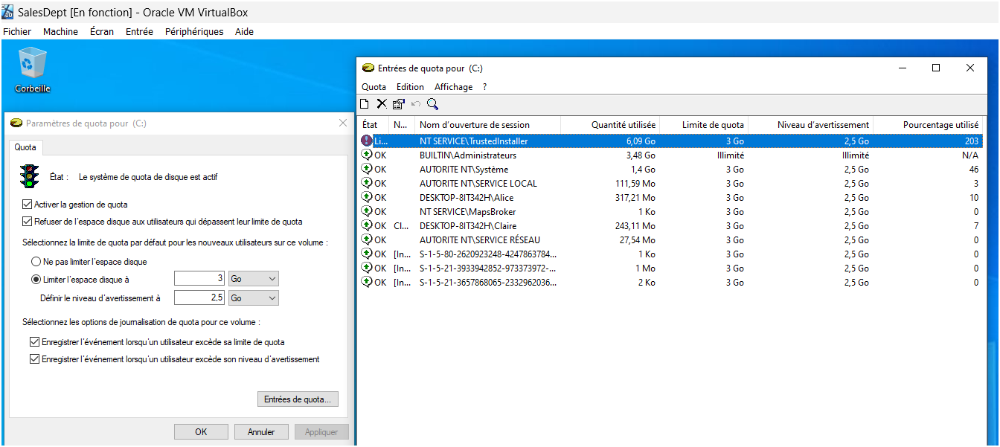 SalesDept [En fonction] - Oracle VM VirtualBox
Fichier Machine Écran Entrée Périphériques Aide
Corbeille
Paramètres de quota pour (C:)
Quota
État : Le système de quota de disque est actif
Activer la gestion de quota
Refuser de l'espace disque aux utilisateurs qui dépassent leur limite de quota
Sélectionnez la limite de quota par défaut pour les nouveaux utilisateurs sur ce volume :
Ne pas limiter l'espace disque
Limiter l'espace disque à 3 Go
Définir le niveau d'avertissement à 2,5 Go
Sélectionnez les options de journalisation de quota pour ce volume :
Enregistrer l'événement lorsqu'un utilisateur excède sa limite de quota
Enregistrer l'événement lorsqu'un utilisateur excède son niveau d'avertissement
Entrées de quota...
OK Annuler Appliquer
Entrées de quota pour (C:)
Quota Edition Affichage ?
État N... Nom d'ouverture de session Quantité utilisée Limite de quota Niveau d'avertissement Pourcentage utilisé
Li... NT SERVICE\TrustedInstaller 6,09 Go 3 Go 2,5 Go 203
OK BUILTIN\Administrateurs 3,48 Go Illimité Illimité N/A
OK AUTORITE NT\Système 1,4 Go 3 Go 2,5 Go 46
OK AUTORITE NT\SERVICE LOCAL 111,59 Mo 3 Go 2,5 Go 3
OK DESKTOP-8IT342H\Alice 317,21 Mo 3 Go 2,5 Go 10
OK NT SERVICE\MapsBroker 1 Ko 3 Go 2,5 Go 0
OK Cl... DESKTOP-8IT342H\Claire 243,11 Mo 3 Go 2,5 Go 7
OK AUTORITE NT\SERVICE RÉSEAU 27,54 Mo 3 Go 2,5 Go 0
OK [In... S-1-5-80-2620923248-4247863784... 1 Ko 3 Go 2,5 Go 0
OK [In... S-1-5-21-3933942852-973373972-... 1 Mo 3 Go 2,5 Go 0
OK [In... S-1-5-21-3657868065-2332962036... 2 Ko 3 Go 2,5 Go 0